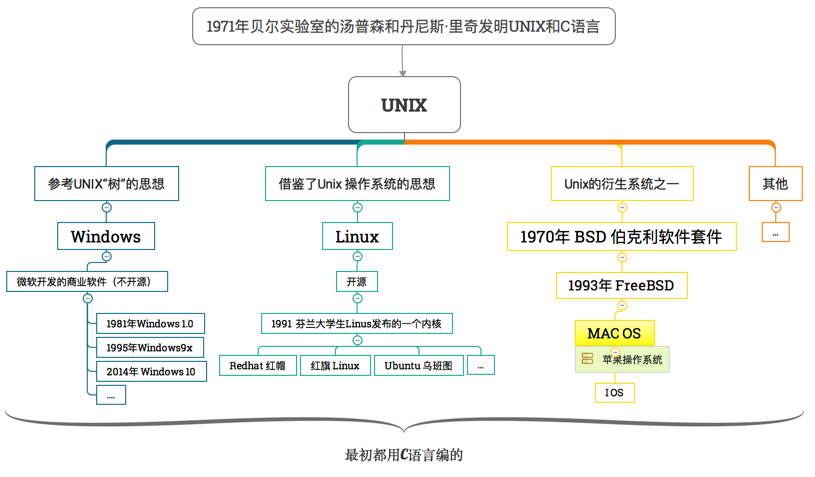 1971年贝尔实验室的汤普森和丹尼斯·里奇发明UNIX和C语言
UNIX
参考UNIX“树”的思想
借鉴了Unix 操作系统的思想
Unix的衍生系统之一
其他
Windows
Linux
1970年 BSD 伯克利软件套件
...
微软开发的商业软件（不开源）
开源
1993年 FreeBSD
1981年Windows 1.0
1991 芬兰大学生Linus发布的一个内核
MAC OS
1995年Windows9x
苹果操作系统
2014年 Windows 10
Redhat 红帽
红旗 Linux
Ubuntu 乌班图
...
....
IOS
最初都用C语言编的